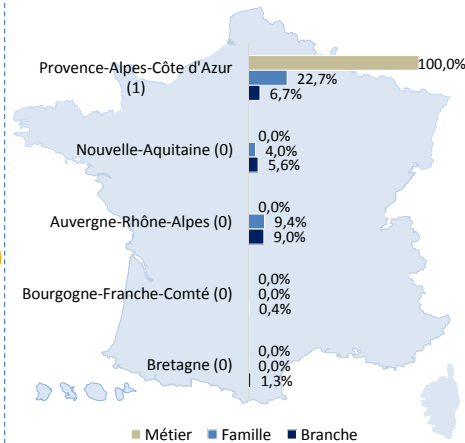 Provence-Alpes-Côte d'Azur
(1)
100,0%
22,7%
6,7%
Nouvelle-Aquitaine (0)
0,0%
4,0%
5,6%
Auvergne-Rhône-Alpes (0)
0,0%
9,4%
9,0%
Bourgogne-Franche-Comté (0)
0,0%
0,0%
0,4%
Bretagne (0)
0,0%
0,0%
1,3%
Métier Famille Branche